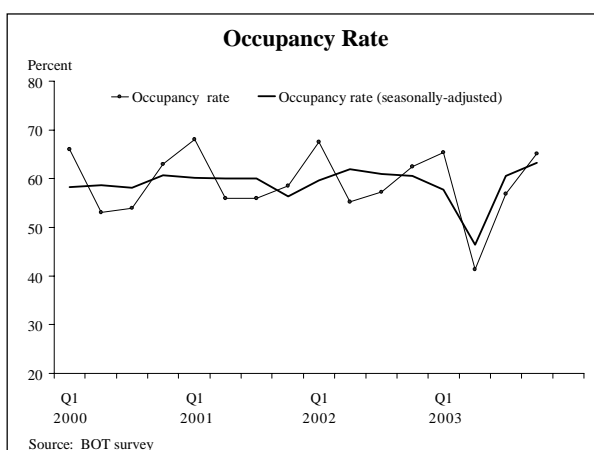 Occupancy Rate
Percent
80
Occupancy rate
Occupancy rate (seasonally-adjusted)
70
60
50
40
30
20
Q1 Q1 Q1 Q1
2000 2001 2002 2003
Source: BOT survey